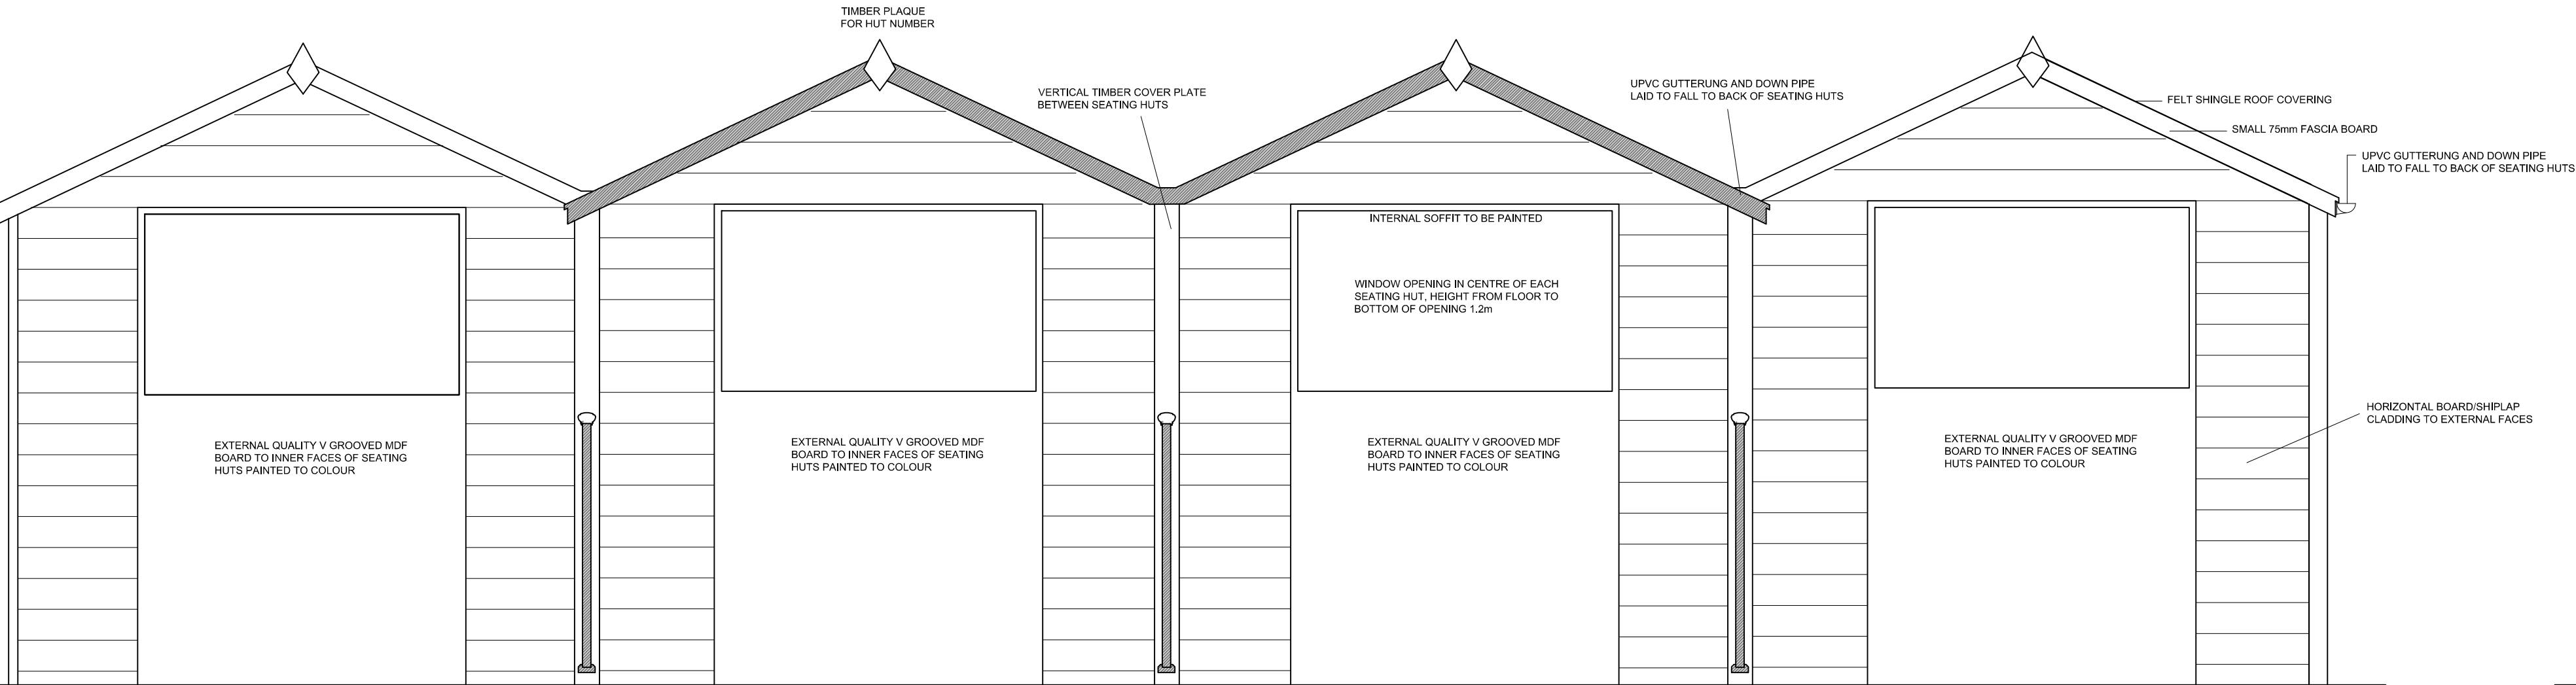 TIMBER PLAQUE
FOR HUT NUMBER
VERTICAL TIMBER COVER PLATE
BETWEEN SEATING HUTS
UPVC GUTTERUNG AND DOWN PIPE
LAID TO FALL TO BACK OF SEATING HUTS
FELT SHINGLE ROOF COVERING
SMALL 75mm FASCIA BOARD
UPVC GUTTERUNG AND DOWN PIPE
LAID TO FALL TO BACK OF SEATING HUTS
INTERNAL SOFFIT TO BE PAINTED
WINDOW OPENING IN CENTRE OF EACH
SEATING HUT, HEIGHT FROM FLOOR TO
BOTTOM OF OPENING 1.2m
HORIZONTAL BOARD/SHIPLAP
CLADDING TO EXTERNAL FACES
EXTERNAL QUALITY V GROOVED MDF
BOARD TO INNER FACES OF SEATING
HUTS PAINTED TO COLOUR
EXTERNAL QUALITY V GROOVED MDF
BOARD TO INNER FACES OF SEATING
HUTS PAINTED TO COLOUR
EXTERNAL QUALITY V GROOVED MDF
BOARD TO INNER FACES OF SEATING
HUTS PAINTED TO COLOUR
EXTERNAL QUALITY V GROOVED MDF
BOARD TO INNER FACES OF SEATING
HUTS PAINTED TO COLOUR